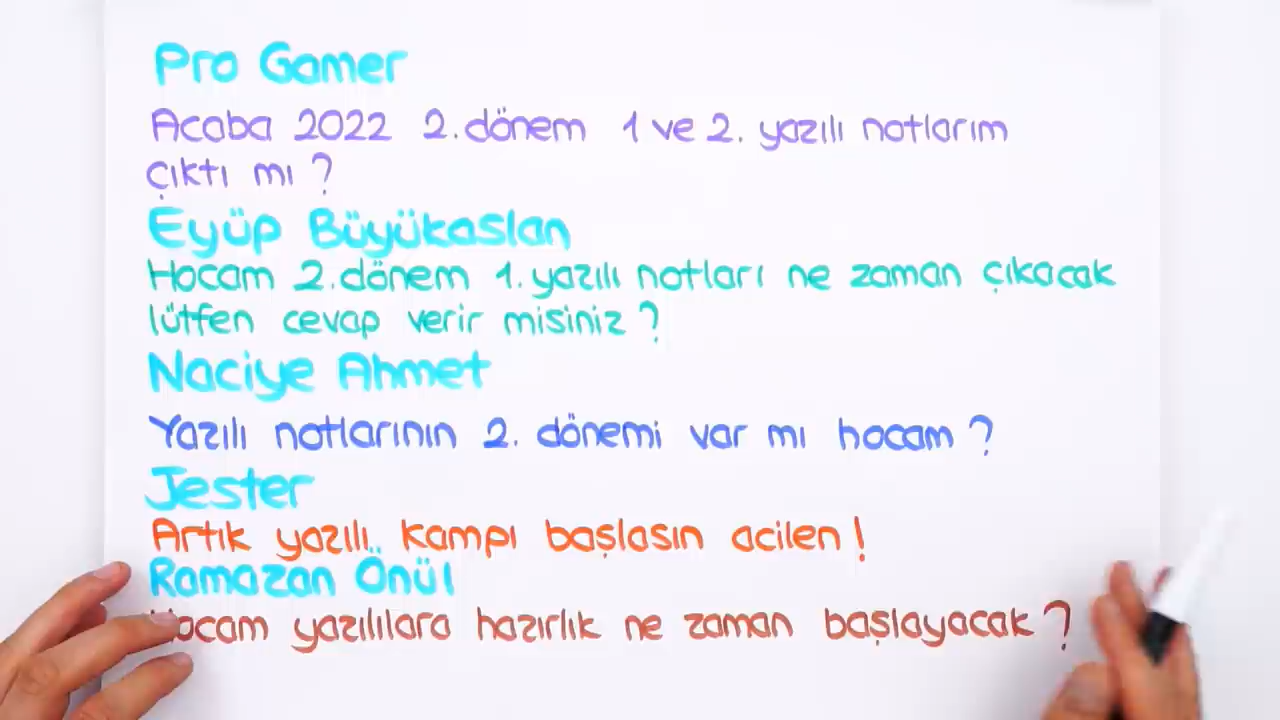 Pro Gamer
Acaba 2022 2. dönem 1 ve 2. yazılı notlarım
çıktı mı ?
Eyüp Büyükaslan
Hocam 2. dönem 1. yazılı notları ne zaman çıkacak
lütfen cevap verir misiniz ?
Naciye Ahmet
Yazılı notlarının 2. dönemi var mı hocam ?
Jester
Artık yazılı kampı başlasın acilen !
Ramazan Önül
Hocam yazılılara hazırlık ne zaman başlayacak ?